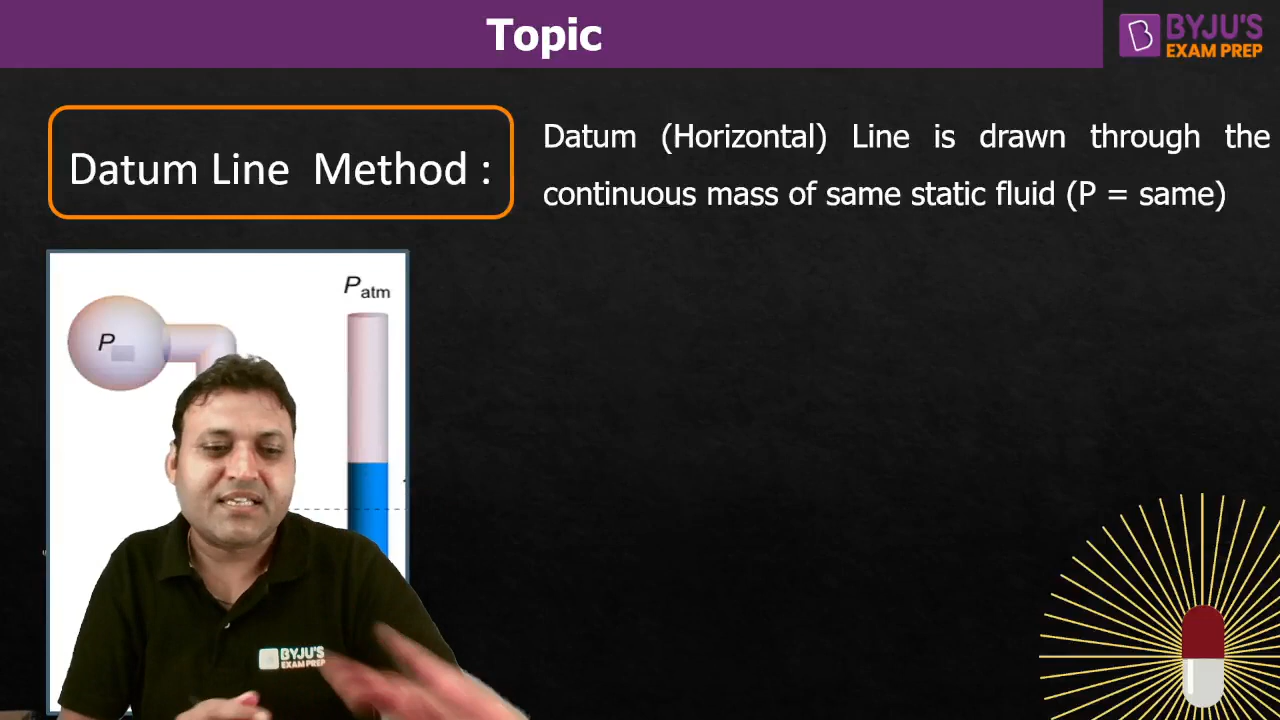 Topic
BYJU'S
EXAM PREP
Datum Line Method :
Datum (Horizontal) Line is drawn through the
continuous mass of same static fluid (P = same)
P
Patm
BYJU'S
EXAM PREP